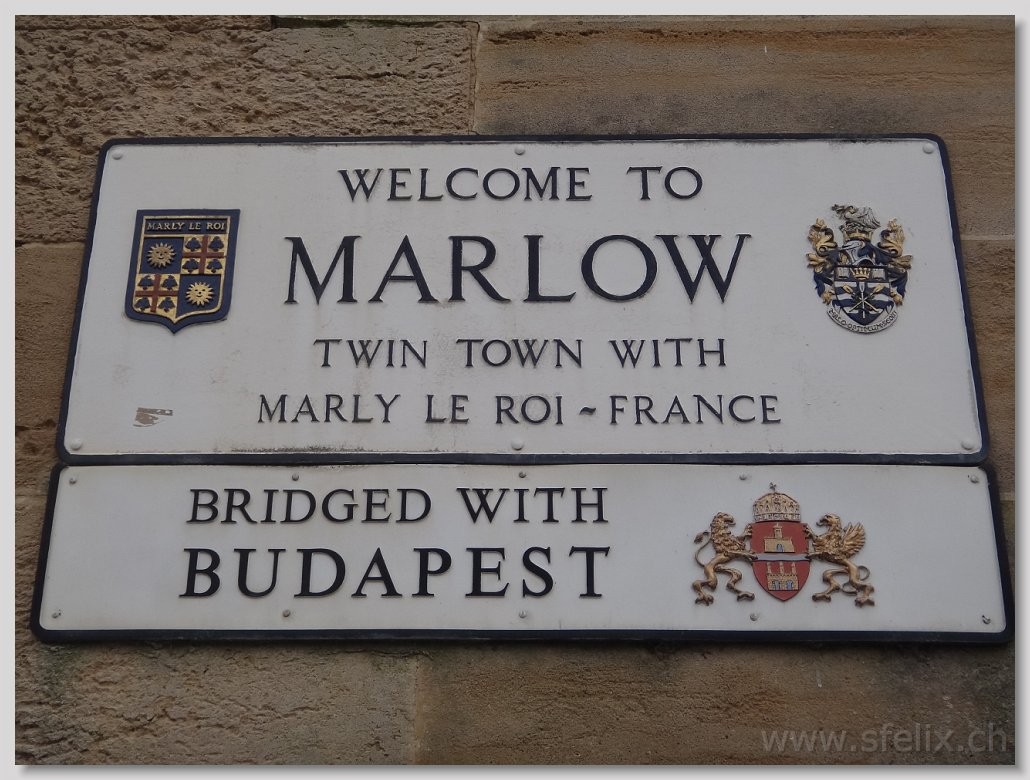 WELCOME TO
MARLY LE ROI
MARLOW
TWIN TOWN WITH
MARLY LE ROI - FRANCE
BRIDGED WITH
BUDAPEST
www.sfelix.ch